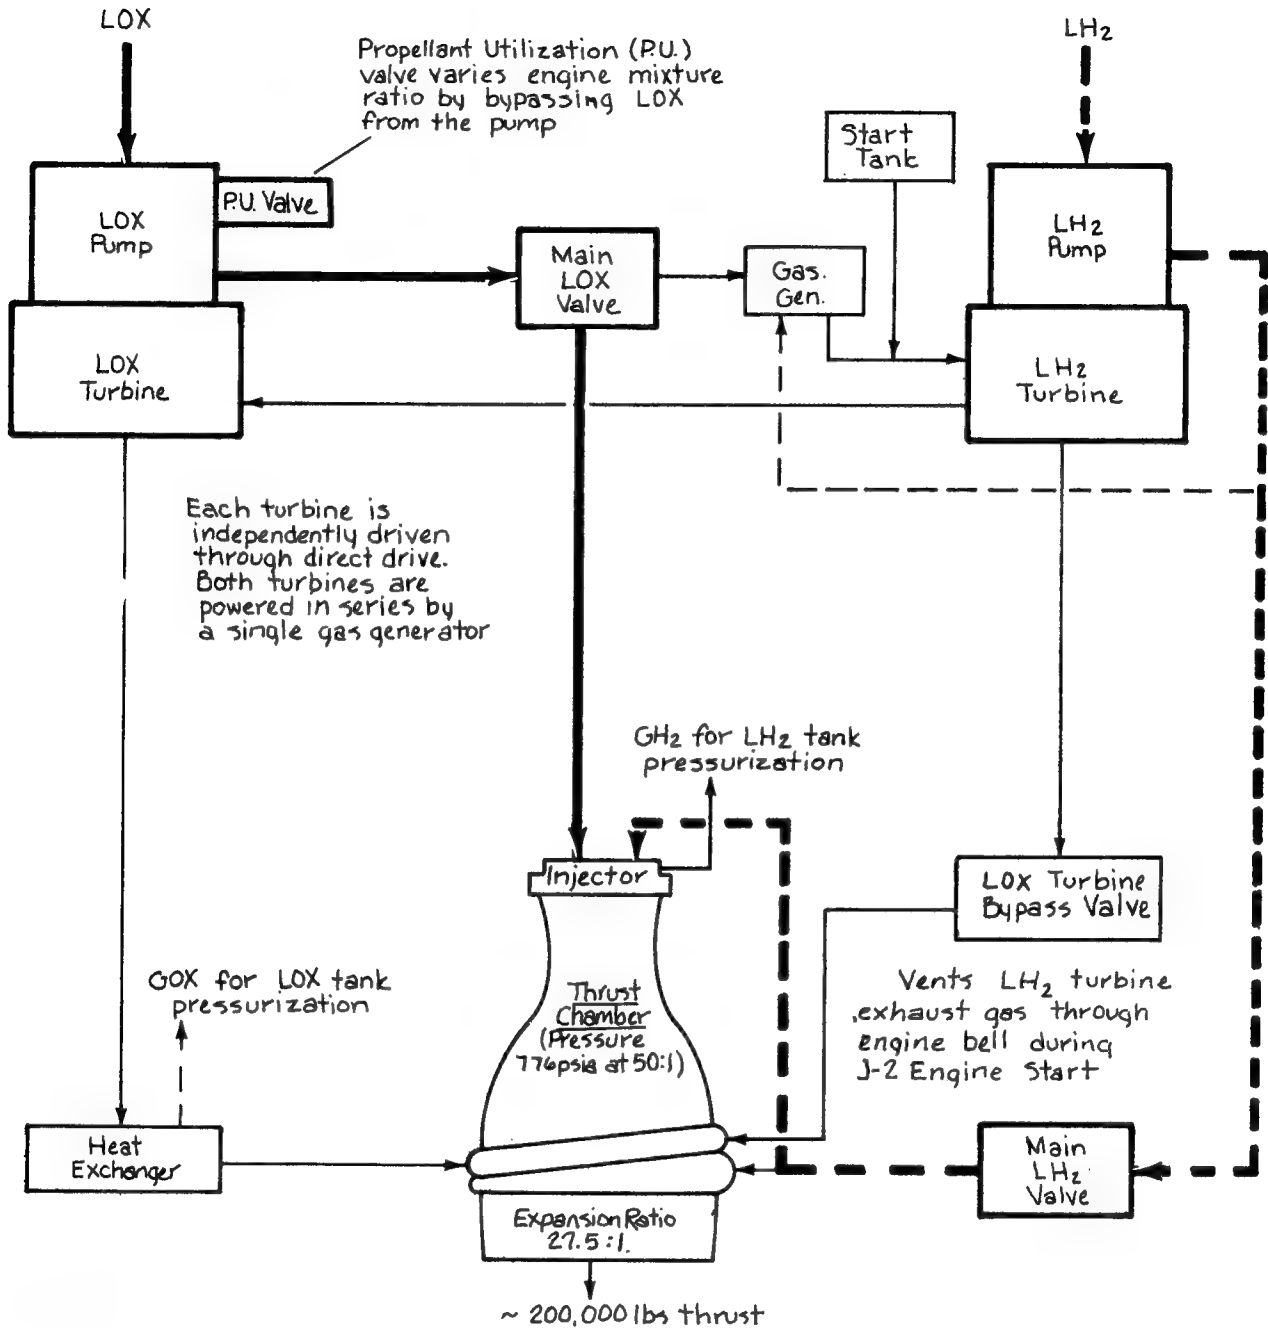 LOX
LH2
Propellant Utilization (P.U.)
valve varies engine mixture
ratio by bypassing LOX
from the pump
Start
Tank
P.U. Valve
LOX
Pump
LH2
Pump
Main
LOX
Valve
Gas.
Gen.
LOX
Turbine
LH2
Turbine
Each turbine is
independently driven
through direct drive.
Both turbines are
powered in series by
a single gas generator
GH2 for LH2 tank
pressurization
Injector
LOX Turbine
Bypass Valve
GOX for LOX tank
pressurization
Thrust
Chamber
(Pressure
776psia at 50:1)
Vents LH2 turbine
exhaust gas through
engine bell during
J-2 Engine Start
Heat
Exchanger
Main
LH2
Valve
Expansion Ratio
27.5:1.
~ 200,000 lbs thrust